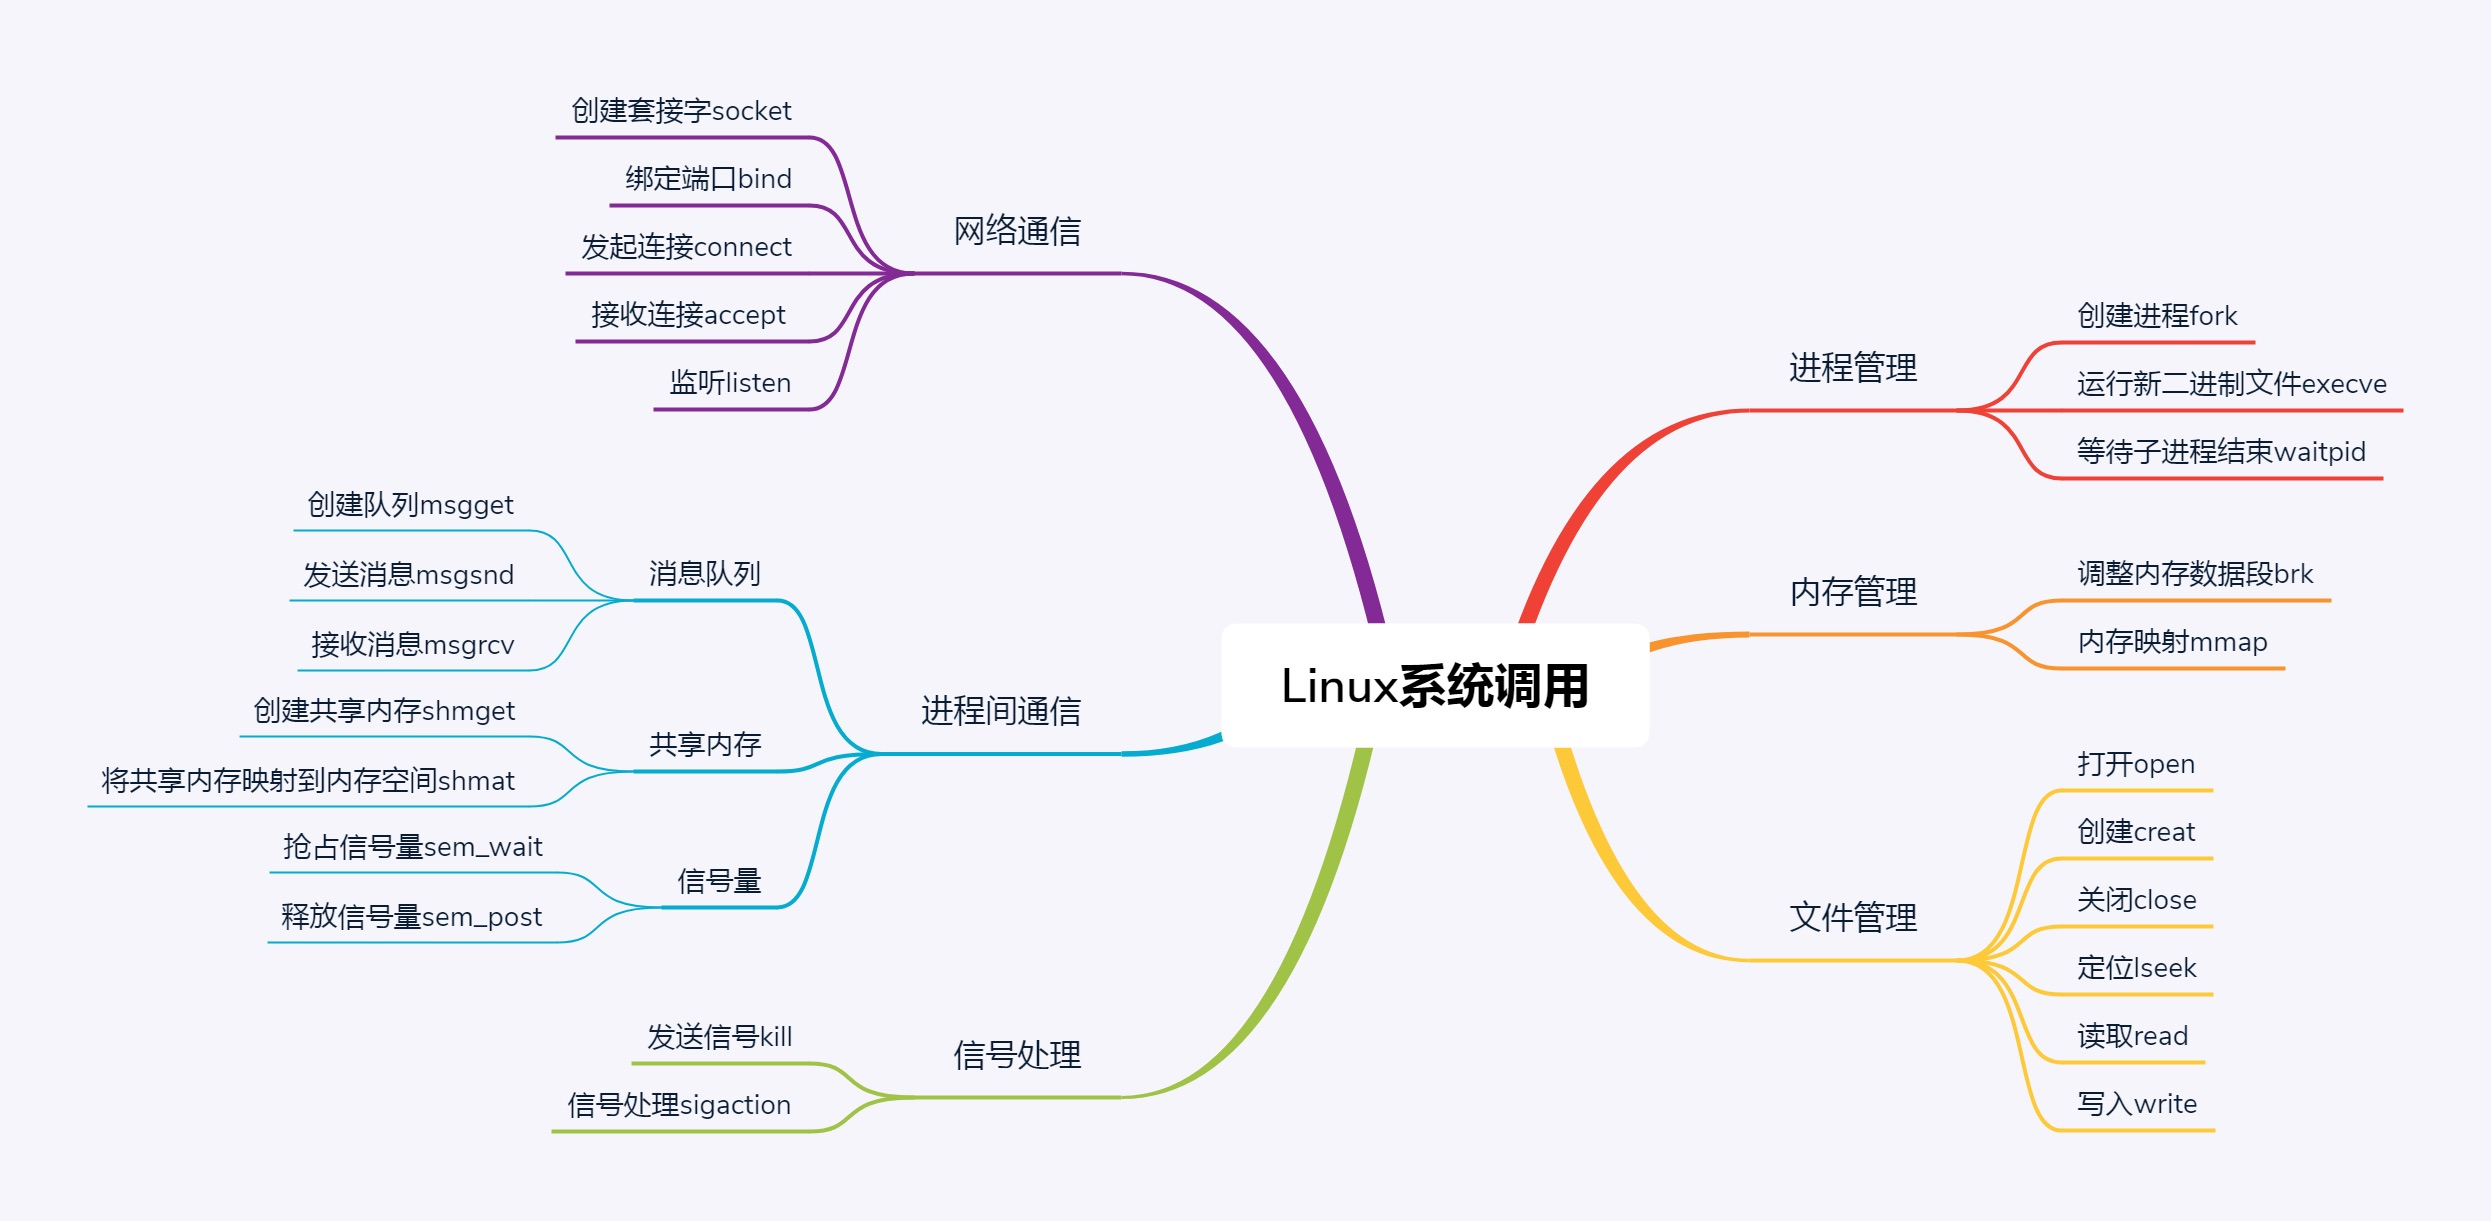 Linux系统调用
进程管理
创建进程fork
运行新二进制文件execve
等待子进程结束waitpid
内存管理
调整内存数据段brk
内存映射mmap
文件管理
打开open
创建creat
关闭close
定位lseek
读取read
写入write
网络通信
创建套接字socket
绑定端口bind
发起连接connect
接收连接accept
监听listen
进程间通信
消息队列
创建队列msgget
发送消息msgsnd
接收消息msgrcv
共享内存
创建共享内存shmget
将共享内存映射到内存空间shmat
信号量
抢占信号量sem_wait
释放信号量sem_post
信号处理
发送信号kill
信号处理sigaction